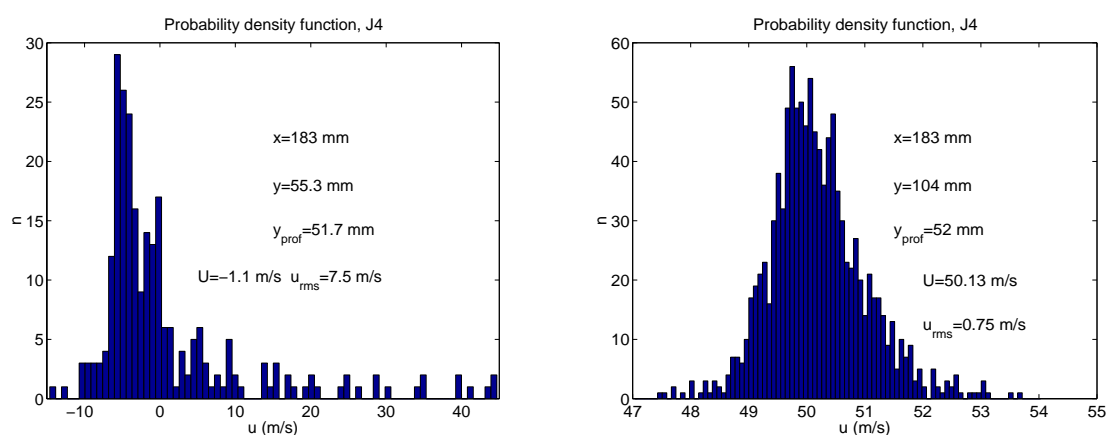 Probability density function, J4
30
25
20
15
10
5
0
n
x=183 mm
y=55.3 mm
y_prof=51.7 mm
U=−1.1 m/s u_rms=7.5 m/s
−10 0 10 20 30 40
u (m/s)
Probability density function, J4
60
50
40
30
20
10
0
n
x=183 mm
y=104 mm
y_prof=52 mm
U=50.13 m/s
u_rms=0.75 m/s
47 48 49 50 51 52 53 54 55
u (m/s)